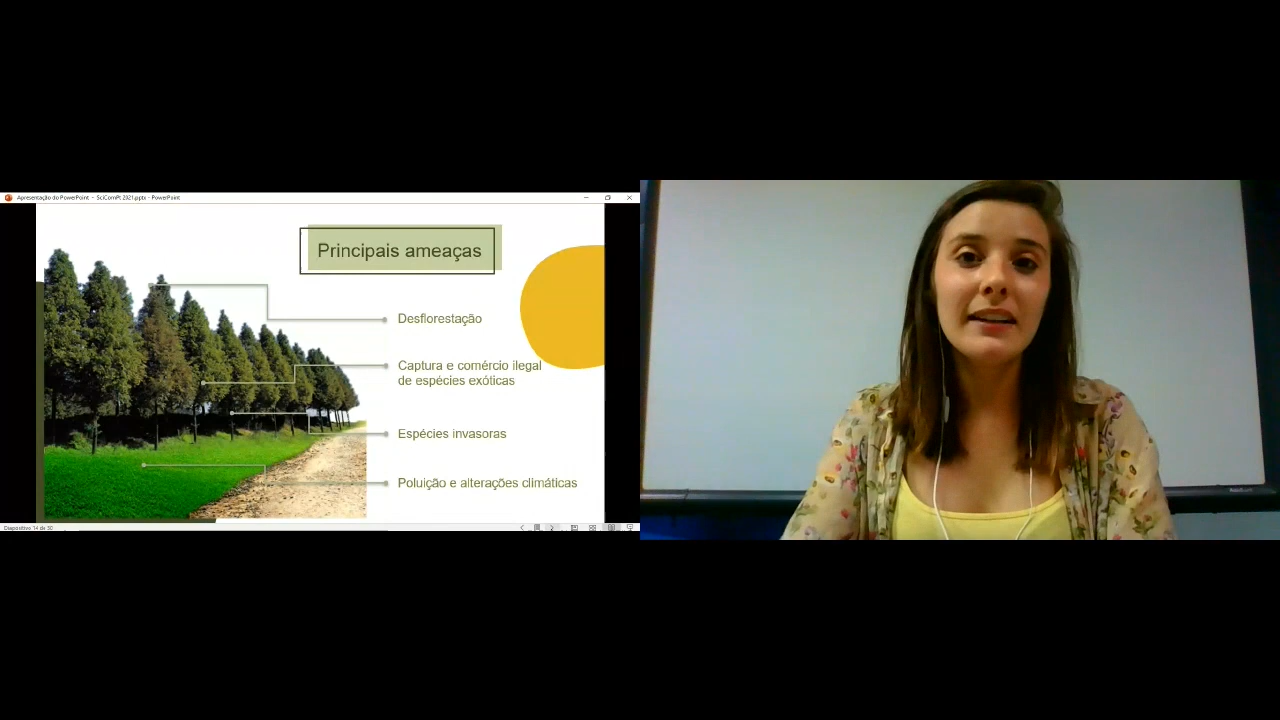 Apresentação do PowerPoint - SciComPt 2021.pptx - PowerPoint
Principais ameaças
Desflorestação
Captura e comércio ilegal
de espécies exóticas
Espécies invasoras
Poluição e alterações climáticas
Diapositivo 14 de 30